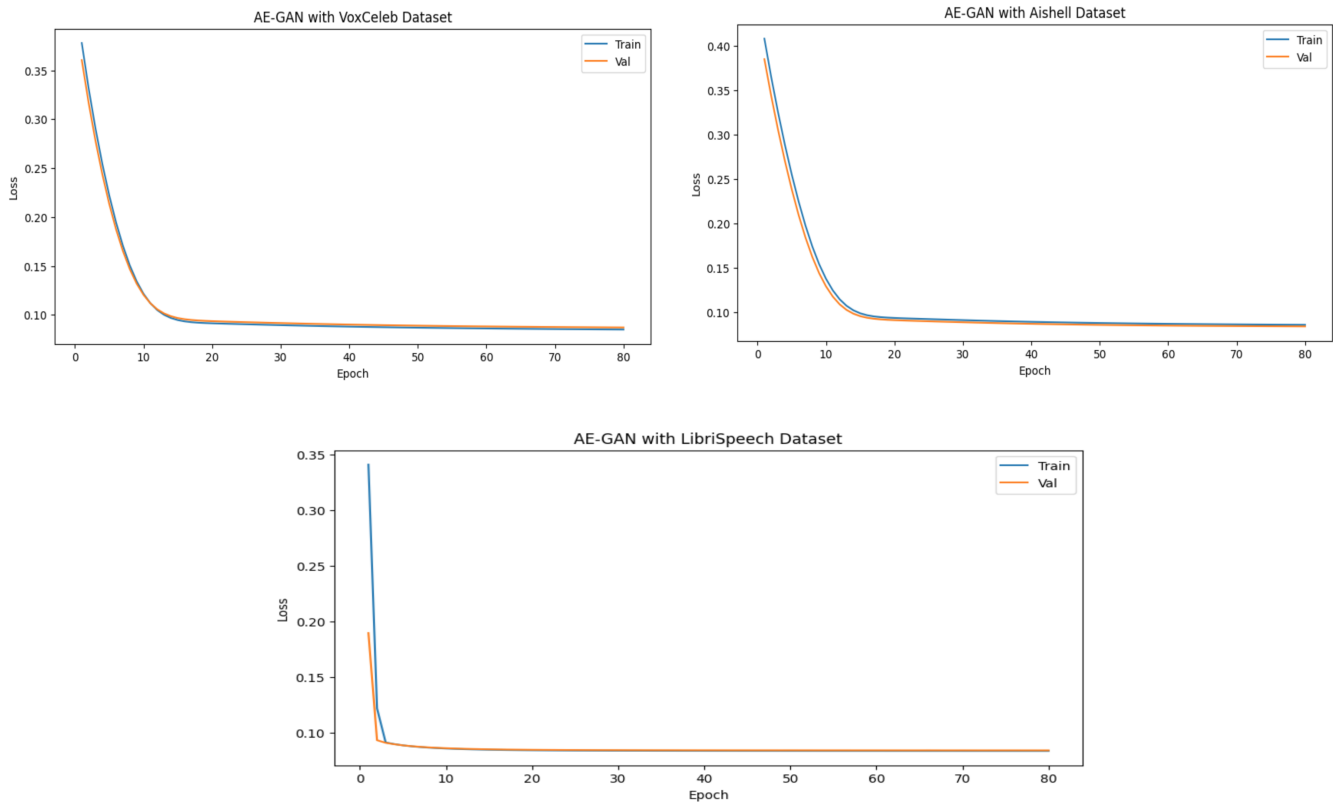 AE-GAN with VoxCeleb Dataset
Train
Val
0.35
0.30
0.25
0.20
0.15
0.10
Loss
0 10 20 30 40 50 60 70 80
Epoch
AE-GAN with Aishell Dataset
Train
Val
0.40
0.35
0.30
0.25
0.20
0.15
0.10
Loss
0 10 20 30 40 50 60 70 80
Epoch
AE-GAN with LibriSpeech Dataset
Train
Val
0.35
0.30
0.25
0.20
0.15
0.10
Loss
0 10 20 30 40 50 60 70 80
Epoch